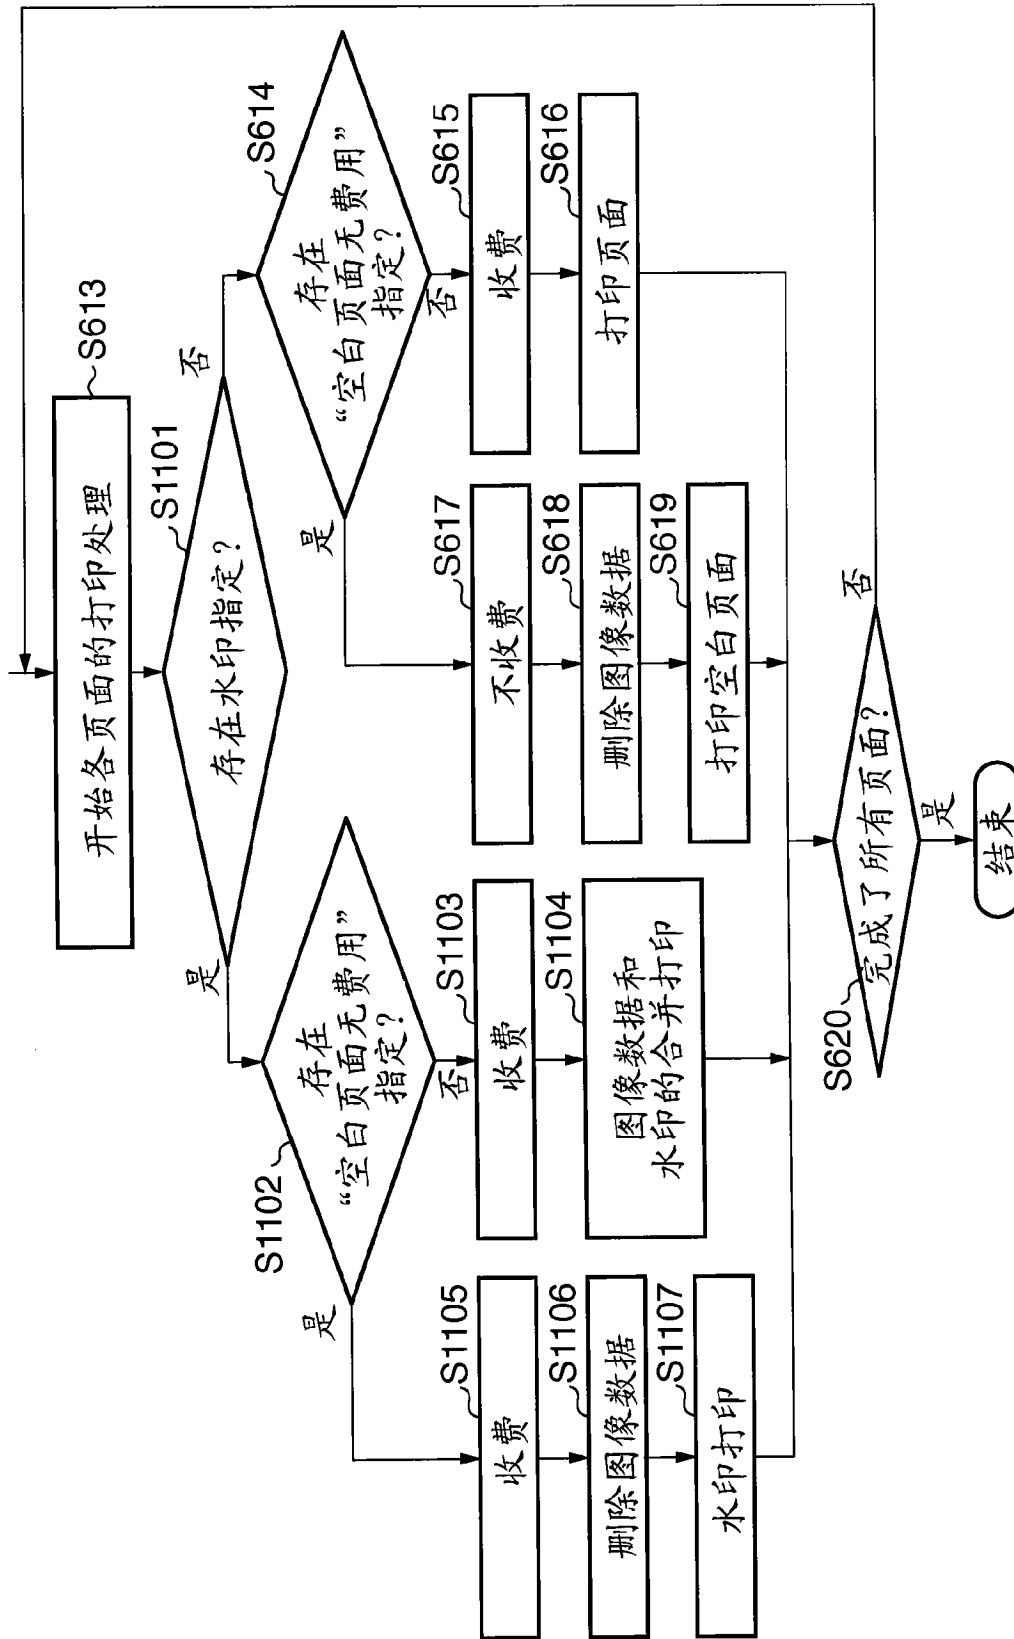 开始各页面的打印处理
S613
存在水印指定?
S1101
是
否
S1102
存在
“空白页面无费用”
指定?
是
否
S614
存在
“空白页面无费用”
指定?
是
否
S1105
收费
S1103
收费
S617
不收费
S615
收费
S1106
删除图像数据
S1104
图像数据和
水印的合并打印
S618
删除图像数据
S616
打印页面
S1107
水印打印
S619
打印空白页面
S620
完成了所有页面?
否
是
结束